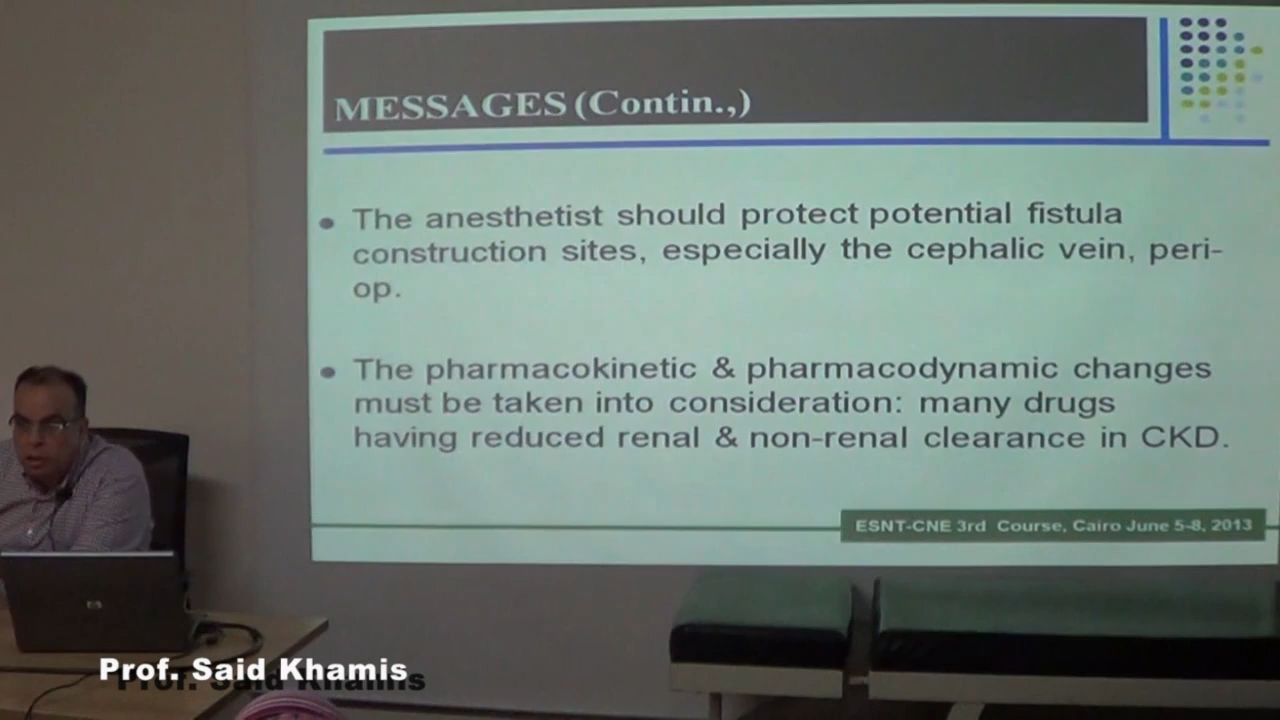 MESSAGES (Contin.,)
• The anesthetist should protect potential fistula
construction sites, especially the cephalic vein, peri-
op.
• The pharmacokinetic & pharmacodynamic changes
must be taken into consideration: many drugs
having reduced renal & non-renal clearance in CKD.
ESNT-CNE 3rd Course, Cairo June 5-8, 2013
Prof. Said Khamis